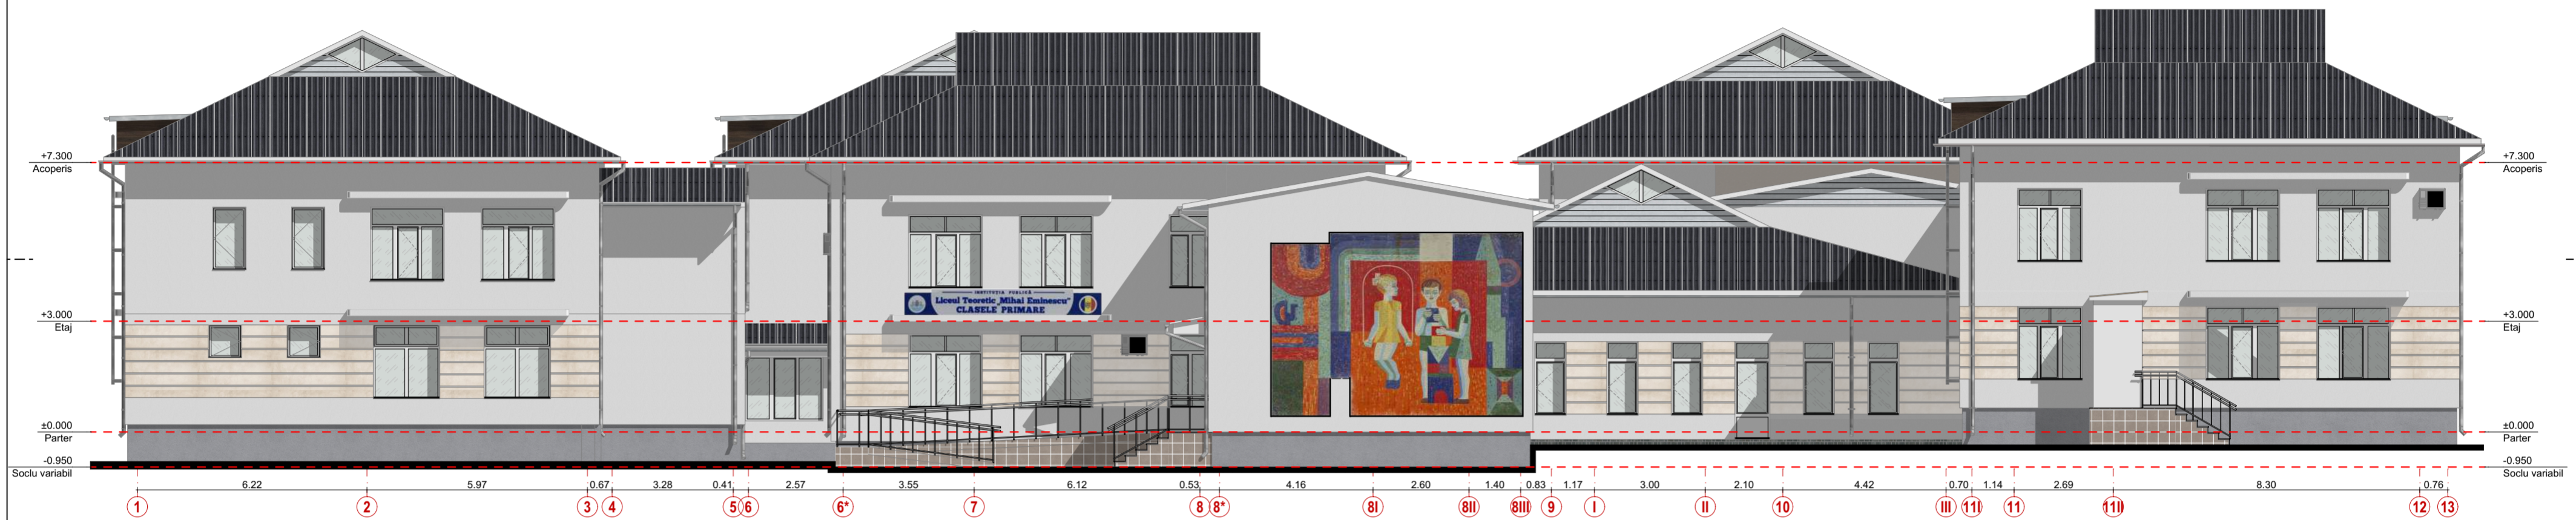 +7.300
Acoperis
+7.300
Acoperis
INSTITUȚIA PUBLICĂ
Liceul Teoretic „Mihai Eminescu"
CLASELE PRIMARE
+3.000
Etaj
+3.000
Etaj
±0.000
Parter
±0.000
Parter
-0.950
Soclu variabil
-0.950
Soclu variabil
6.22 5.97 0.67 3.28 0.41 2.57 3.55 6.12 0.53 4.16 2.60 1.40 0.83 1.17 3.00 2.10 4.42 0.70 1.14 2.69 8.30 0.76
1 2 3 4 5 6 6* 7 8 8* 8I 8II 8III 9 I II 10 III 11I 11 11II 12 13